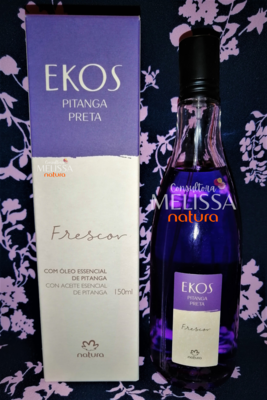 EKOS
PITANGA
PRETA
MELISSA
natura
Frescor
COM ÓLEO ESSENCIAL
DE PITANGA
CON ACEITE ESENCIAL
DE PITANGA 150ml
natura
Consultora
MELISSA
natura
EKOS
PITANGA
PRETA
Frescor
natura